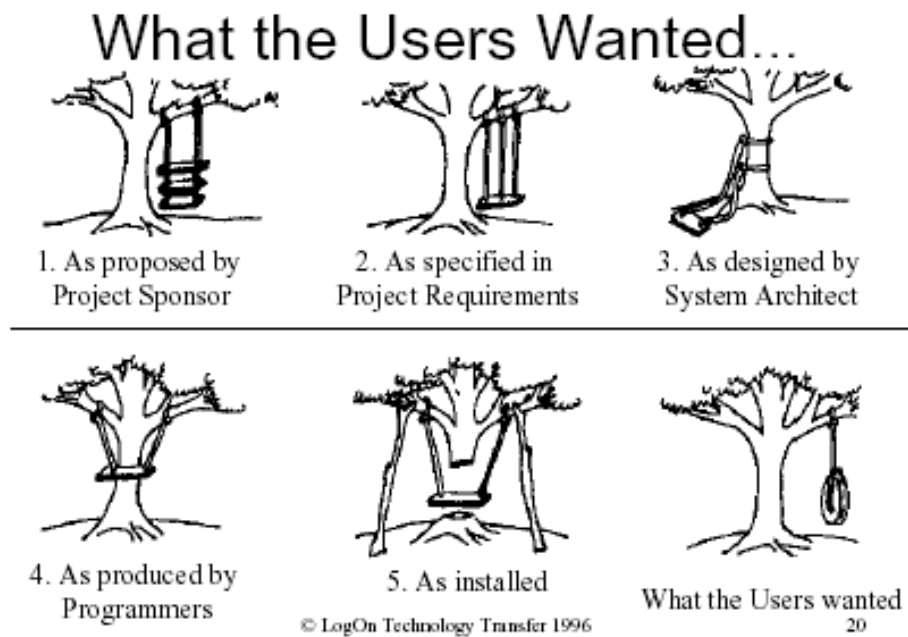 What the Users Wanted...
1. As proposed by
Project Sponsor
2. As specified in
Project Requirements
3. As designed by
System Architect
4. As produced by
Programmers
5. As installed
What the Users wanted
© LogOn Technology Transfer 1996
20